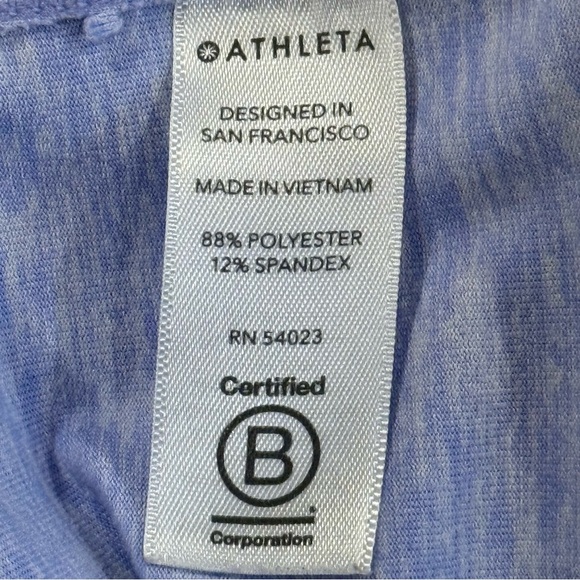 ATHLETA
DESIGNED IN
SAN FRANCISCO
MADE IN VIETNAM
88% POLYESTER
12% SPANDEX
RN 54023
Certified
B
Corporation